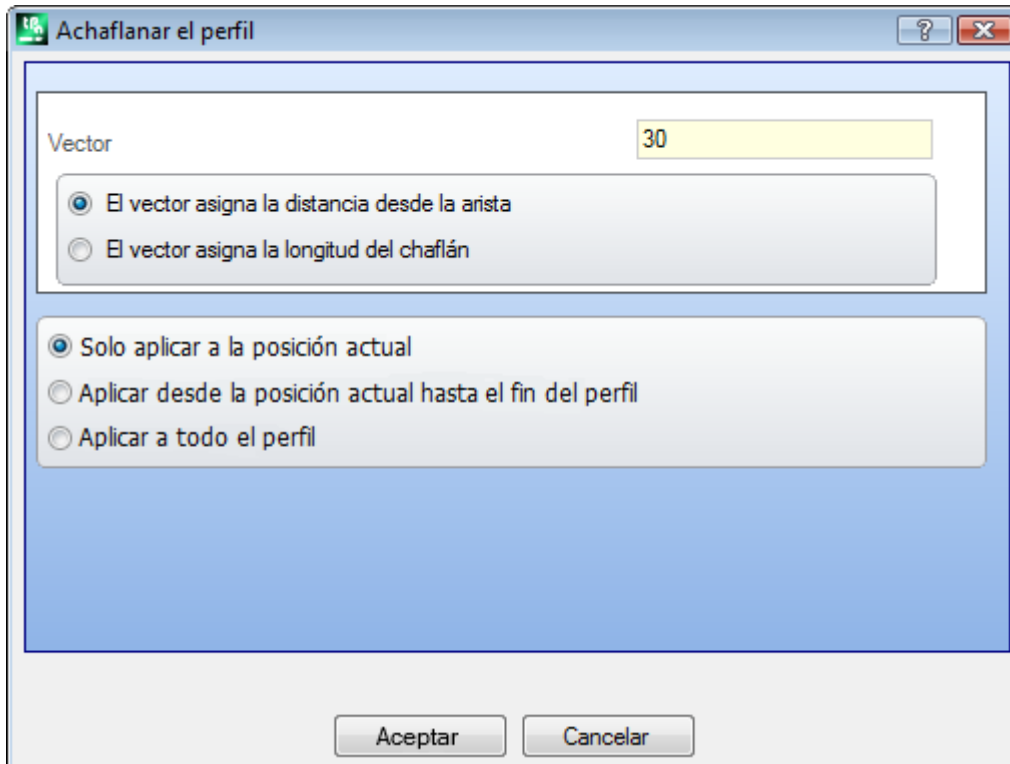 Achaflanar el perfil
Vector 30
El vector asigna la distancia desde la arista
El vector asigna la longitud del chaflán
Solo aplicar a la posición actual
Aplicar desde la posición actual hasta el fin del perfil
Aplicar a todo el perfil
Aceptar Cancelar